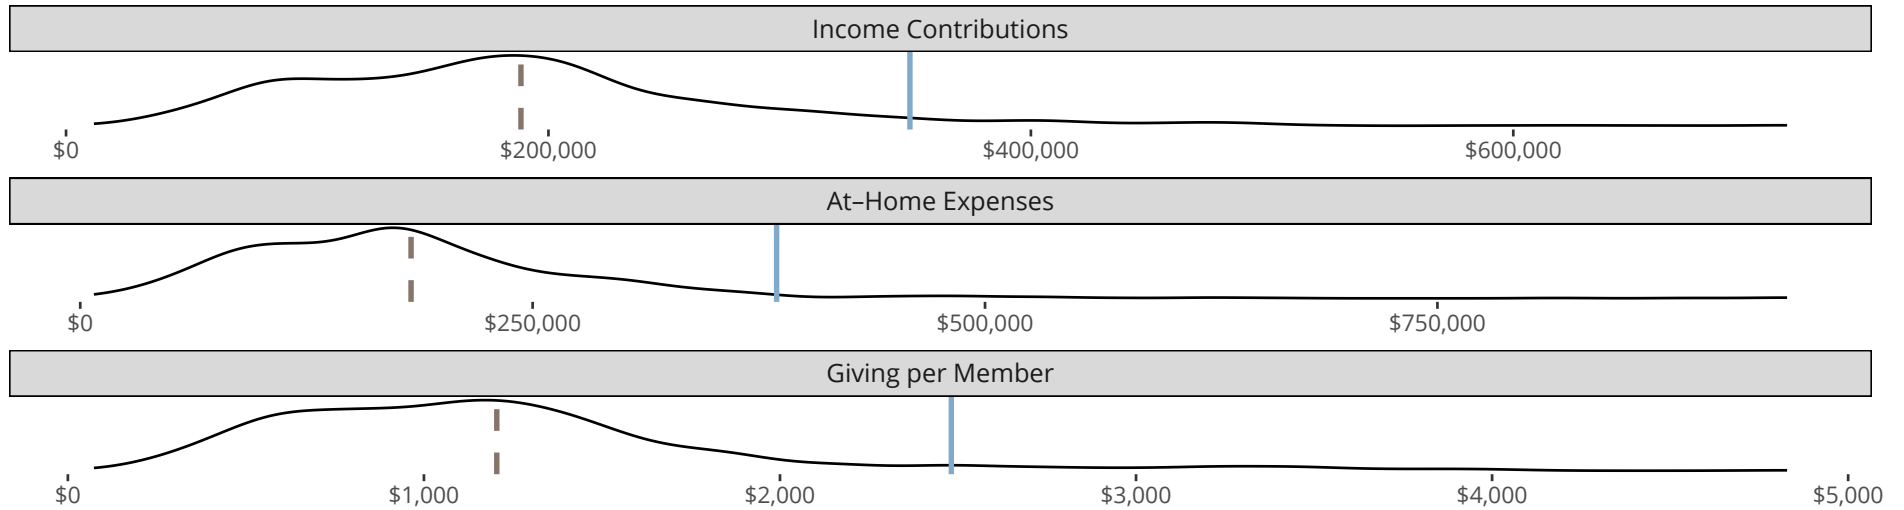 Income Contributions
$0 $200,000 $400,000 $600,000
At–Home Expenses
$0 $250,000 $500,000 $750,000
Giving per Member
$0 $1,000 $2,000 $3,000 $4,000 $5,000